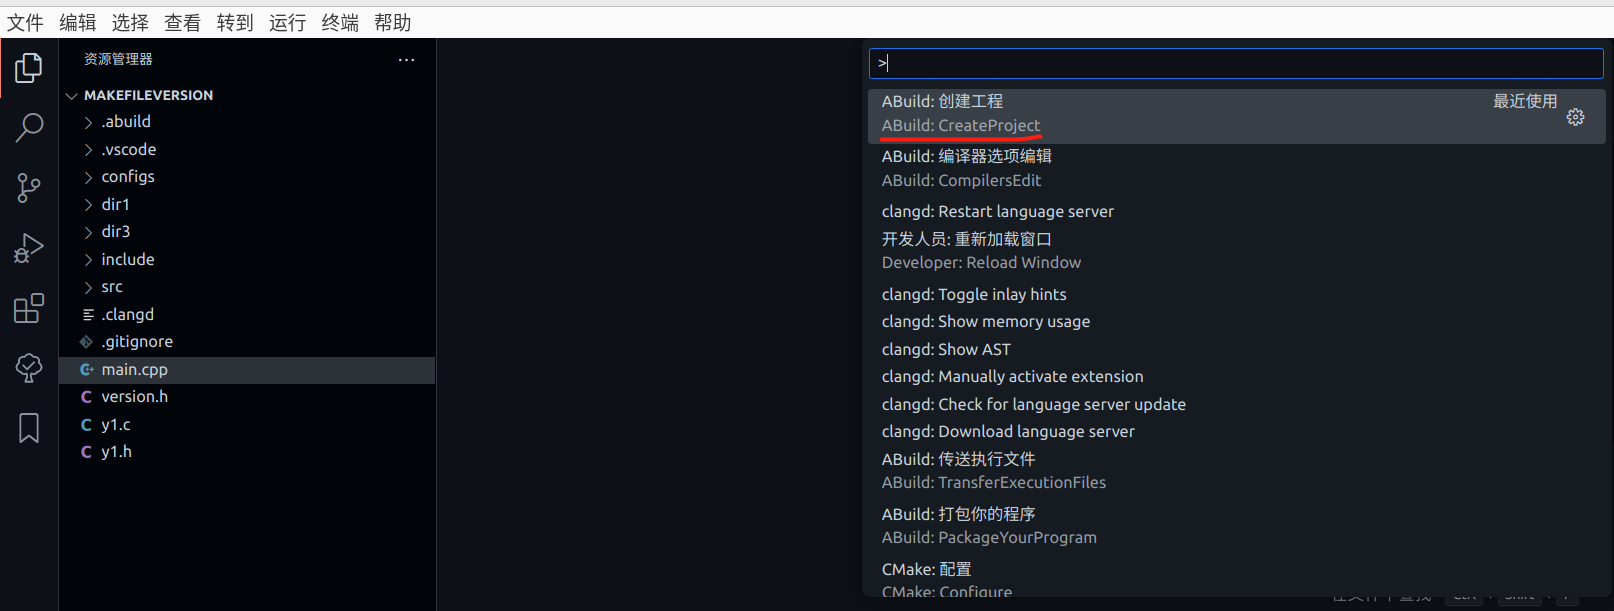 文件 编辑 选择 查看 转到 运行 终端 帮助
资源管理器
MAKEFILEVERSION
.abuild
.vscode
configs
dir1
dir3
include
src
.clangd
.gitignore
main.cpp
version.h
y1.c
y1.h
>
ABuild: 创建工程 最近使用
ABuild: CreateProject
ABuild: 编译器选项编辑
ABuild: CompilersEdit
clangd: Restart language server
开发人员: 重新加载窗口
Developer: Reload Window
clangd: Toggle inlay hints
clangd: Show memory usage
clangd: Show AST
clangd: Manually activate extension
clangd: Check for language server update
clangd: Download language server
ABuild: 传送执行文件
ABuild: TransferExecutionFiles
ABuild: 打包你的程序
ABuild: PackageYourProgram
CMake: 配置
CMake: Configure